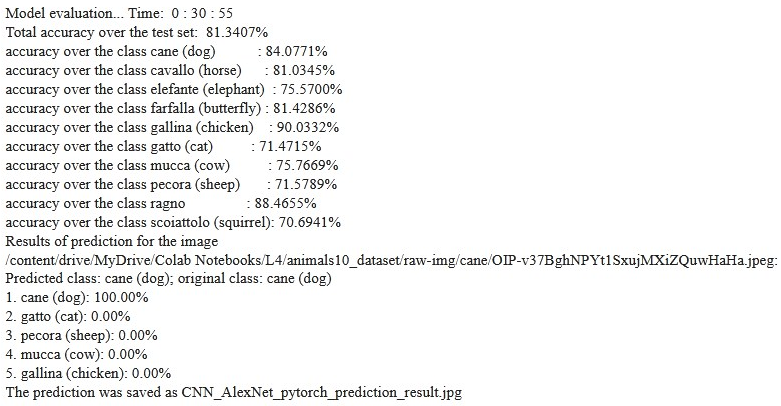 Model evaluation... Time:  0 : 30 : 55
Total accuracy over the test set:  81.3407%
accuracy over the class cane (dog)            : 84.0771%
accuracy over the class cavallo (horse)      : 81.0345%
accuracy over the class elefante (elephant)  : 75.5700%
accuracy over the class farfalla (butterfly) : 81.4286%
accuracy over the class gallina (chicken)    : 90.0332%
accuracy over the class gatto (cat)          : 71.4715%
accuracy over the class mucca (cow)          : 75.7669%
accuracy over the class pecora (sheep)       : 71.5789%
accuracy over the class ragno                : 88.4655%
accuracy over the class scoiattolo (squirrel): 70.6941%
Results of prediction for the image
/content/drive/MyDrive/Colab Notebooks/L4/animals10_dataset/raw-img/cane/OIP-v37BghNPYt1SxujMXiZQuwHaHa.jpeg:
Predicted class: cane (dog); original class: cane (dog)
1. cane (dog): 100.00%
2. gatto (cat): 0.00%
3. pecora (sheep): 0.00%
4. mucca (cow): 0.00%
5. gallina (chicken): 0.00%
The prediction was saved as CNN_AlexNet_pytorch_prediction_result.jpg